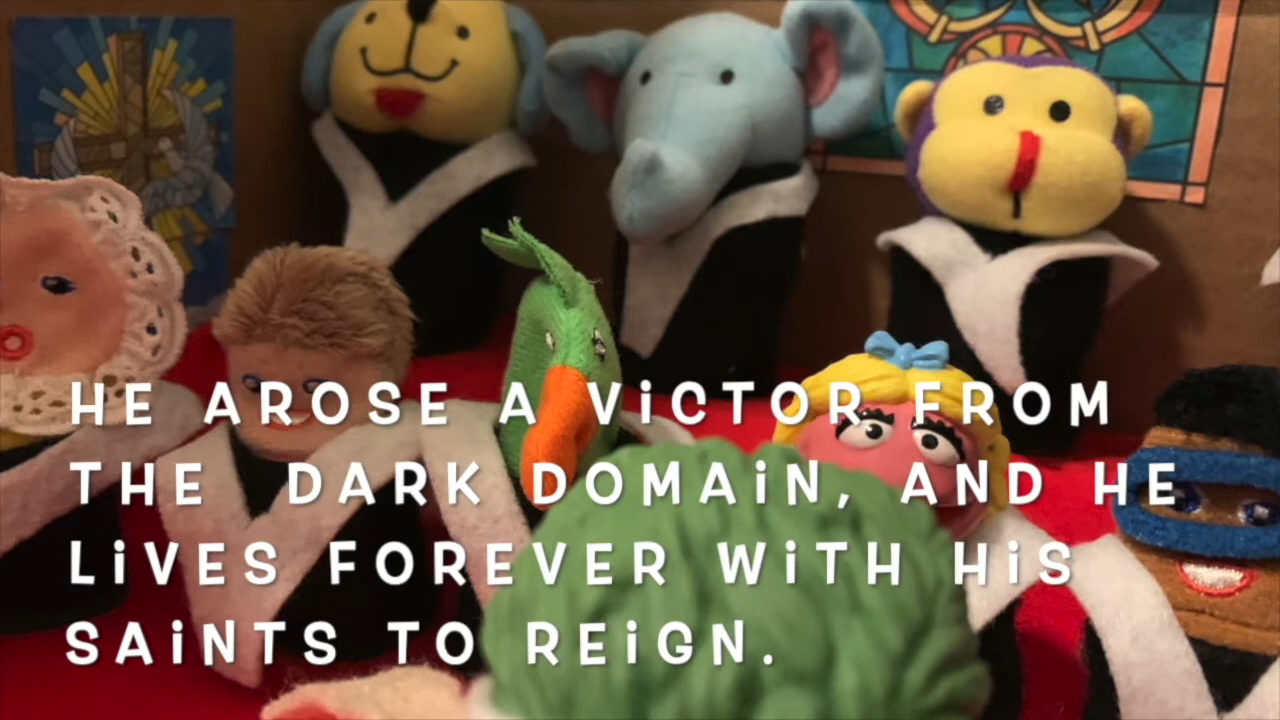 HE AROSE A ViCTOR FROM
THE DARK DOMAiN, AND HE
LiVES FOREVER WiTH HiS
SAiNTS TO REiGN.